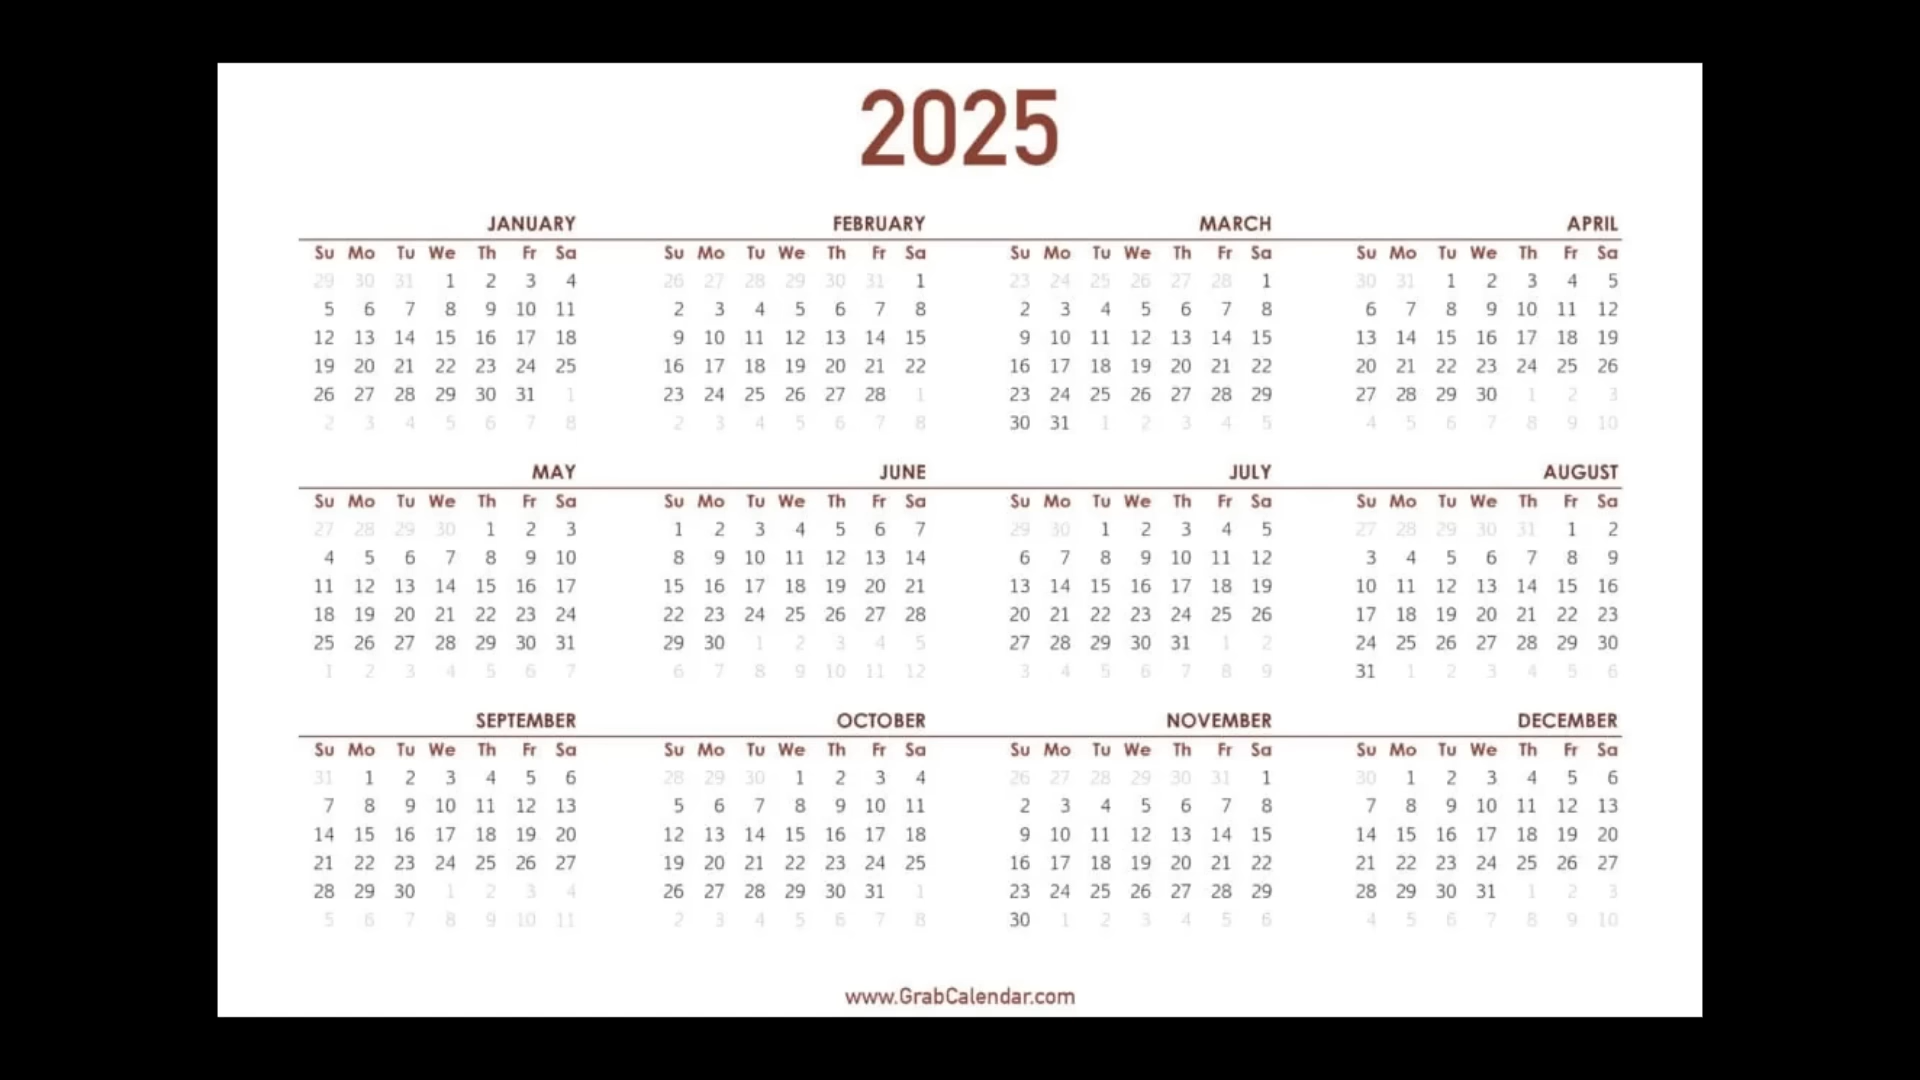 2025
JANUARY FEBRUARY MARCH APRIL
Su Mo Tu We Th Fr Sa Su Mo Tu We Th Fr Sa Su Mo Tu We Th Fr Sa Su Mo Tu We Th Fr Sa
29 30 31 1 2 3 4 26 27 28 29 30 31 1 23 24 25 26 27 28 1 30 31 1 2 3 4 5
5 6 7 8 9 10 11 2 3 4 5 6 7 8 2 3 4 5 6 7 8 6 7 8 9 10 11 12
12 13 14 15 16 17 18 9 10 11 12 13 14 15 9 10 11 12 13 14 15 13 14 15 16 17 18 19
19 20 21 22 23 24 25 16 17 18 19 20 21 22 16 17 18 19 20 21 22 20 21 22 23 24 25 26
26 27 28 29 30 31 1 23 24 25 26 27 28 1 23 24 25 26 27 28 29 27 28 29 30 1 2 3
2 3 4 5 6 7 8 2 3 4 5 6 7 8 30 31 1 2 3 4 5 4 5 6 7 8 9 10
MAY JUNE JULY AUGUST
Su Mo Tu We Th Fr Sa Su Mo Tu We Th Fr Sa Su Mo Tu We Th Fr Sa Su Mo Tu We Th Fr Sa
27 28 29 30 1 2 3 1 2 3 4 5 6 7 29 30 1 2 3 4 5 27 28 29 30 31 1 2
4 5 6 7 8 9 10 8 9 10 11 12 13 14 6 7 8 9 10 11 12 3 4 5 6 7 8 9
11 12 13 14 15 16 17 15 16 17 18 19 20 21 13 14 15 16 17 18 19 10 11 12 13 14 15 16
18 19 20 21 22 23 24 22 23 24 25 26 27 28 20 21 22 23 24 25 26 17 18 19 20 21 22 23
25 26 27 28 29 30 31 29 30 1 2 3 4 5 27 28 29 30 31 1 2 24 25 26 27 28 29 30
1 2 3 4 5 6 7 6 7 8 9 10 11 12 3 4 5 6 7 8 9 31 1 2 3 4 5 6
SEPTEMBER OCTOBER NOVEMBER DECEMBER
Su Mo Tu We Th Fr Sa Su Mo Tu We Th Fr Sa Su Mo Tu We Th Fr Sa Su Mo Tu We Th Fr Sa
31 1 2 3 4 5 6 28 29 30 1 2 3 4 26 27 28 29 30 31 1 30 1 2 3 4 5 6
7 8 9 10 11 12 13 5 6 7 8 9 10 11 2 3 4 5 6 7 8 7 8 9 10 11 12 13
14 15 16 17 18 19 20 12 13 14 15 16 17 18 9 10 11 12 13 14 15 14 15 16 17 18 19 20
21 22 23 24 25 26 27 19 20 21 22 23 24 25 16 17 18 19 20 21 22 21 22 23 24 25 26 27
28 29 30 1 2 3 4 26 27 28 29 30 31 1 23 24 25 26 27 28 29 28 29 30 31 1 2 3
5 6 7 8 9 10 11 2 3 4 5 6 7 8 30 1 2 3 4 5 6 4 5 6 7 8 9 10
www.GrabCalendar.com